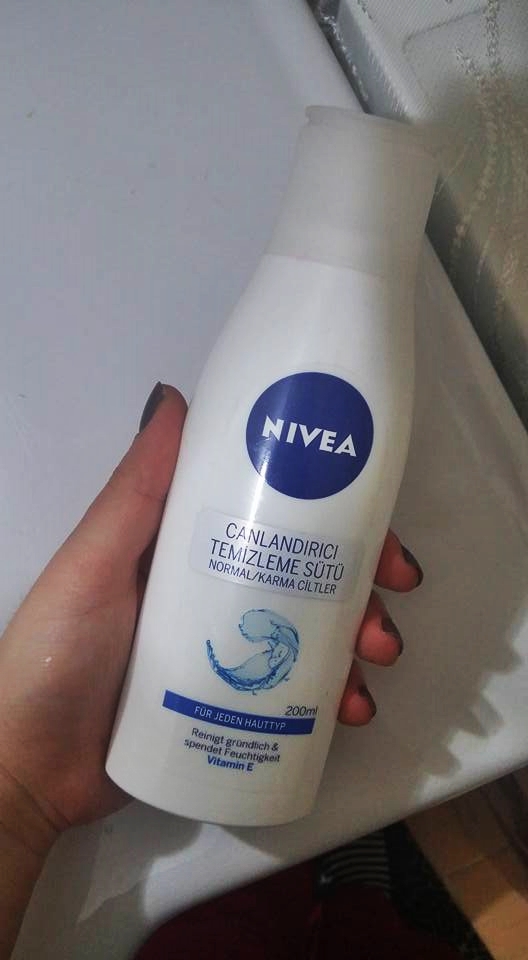 NIVEA
CANLANDIRICI
TEMİZLEME SÜTÜ
NORMAL/KARMA CİLTLER
200ml
FÜR JEDEN HAUTTYP
Reinigt gründlich &
spendet Feuchtigkeit
Vitamin E